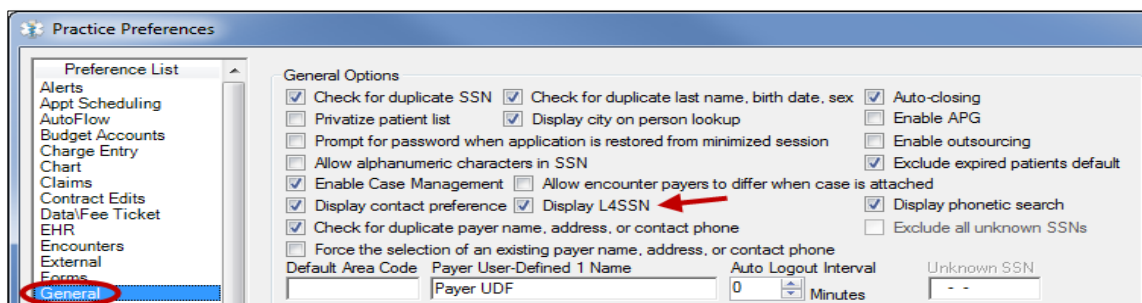 Practice Preferences
Preference List
Alerts
Appt Scheduling
AutoFlow
Budget Accounts
Charge Entry
Chart
Claims
Contract Edits
Data\Fee Ticket
EHR
Encounters
External
Forms
General
General Options
Check for duplicate SSN Check for duplicate last name, birth date, sex Auto-closing
Privatize patient list Display city on person lookup Enable APG
Prompt for password when application is restored from minimized session Enable outsourcing
Allow alphanumeric characters in SSN Exclude expired patients default
Enable Case Management Allow encounter payers to differ when case is attached
Display contact preference Display L4SSN Display phonetic search
Check for duplicate payer name, address, or contact phone Exclude all unknown SSNs
Force the selection of an existing payer name, address, or contact phone
Default Area Code Payer User-Defined 1 Name Auto Logout Interval Unknown SSN
Payer UDF 0 Minutes - -